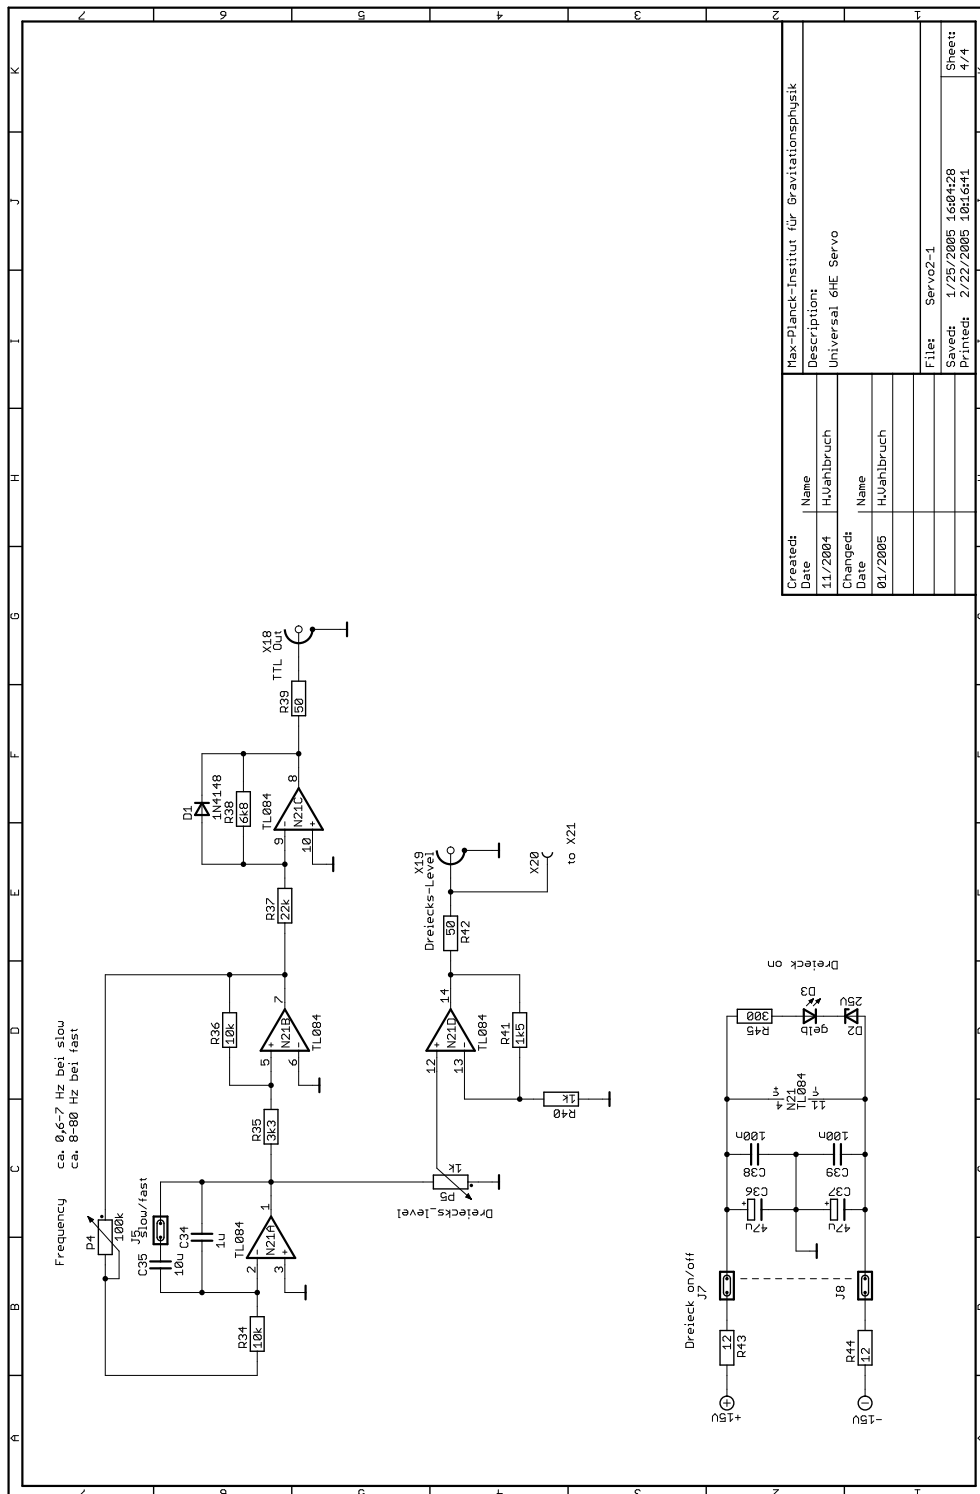 Frequency
ca. 0,6-7 Hz bei slow
ca. 8-80 Hz bei fast
P4
100k
J5
slow/fast
C35
10u
C34
1u
R34
10k
2
3
1
-
+
TL084
N21A
R35
3k3
R36
10k
5
6
7
+
-
N21B
TL084
R37
22k
D1
1N4148
R38
6k8
TL084
9
10
8
-
+
N21C
R39
50
X18
TTL Out
P5
1k
Dreiecks_level
12
13
14
+
-
N21D
TL084
R41
1k5
R40
1k
50
R42
Dreiecks-Level
X19
X20
to X21
Dreieck on/off
+15V
-15V
12
R43
R44
12
J7
J8
C36
47u
C37
47u
C38
100n
C39
100n
4
N21
TL084
11
R45
300
D3
gelb
D2
25V
Dreieck on
Created:
Date
Name
11/2004
H.Vahlbruch
Changed:
Date
Name
01/2005
H.Vahlbruch
Max-Planck-Institut für Gravitationsphysik
Description:
Universal 6HE Servo
File: Servo2-1
Saved: 1/25/2005 16:04:28
Printed: 2/22/2005 10:16:41
Sheet:
4/4
A
B
C
D
E
F
G
H
I
J
K
7
6
5
4
3
2
1